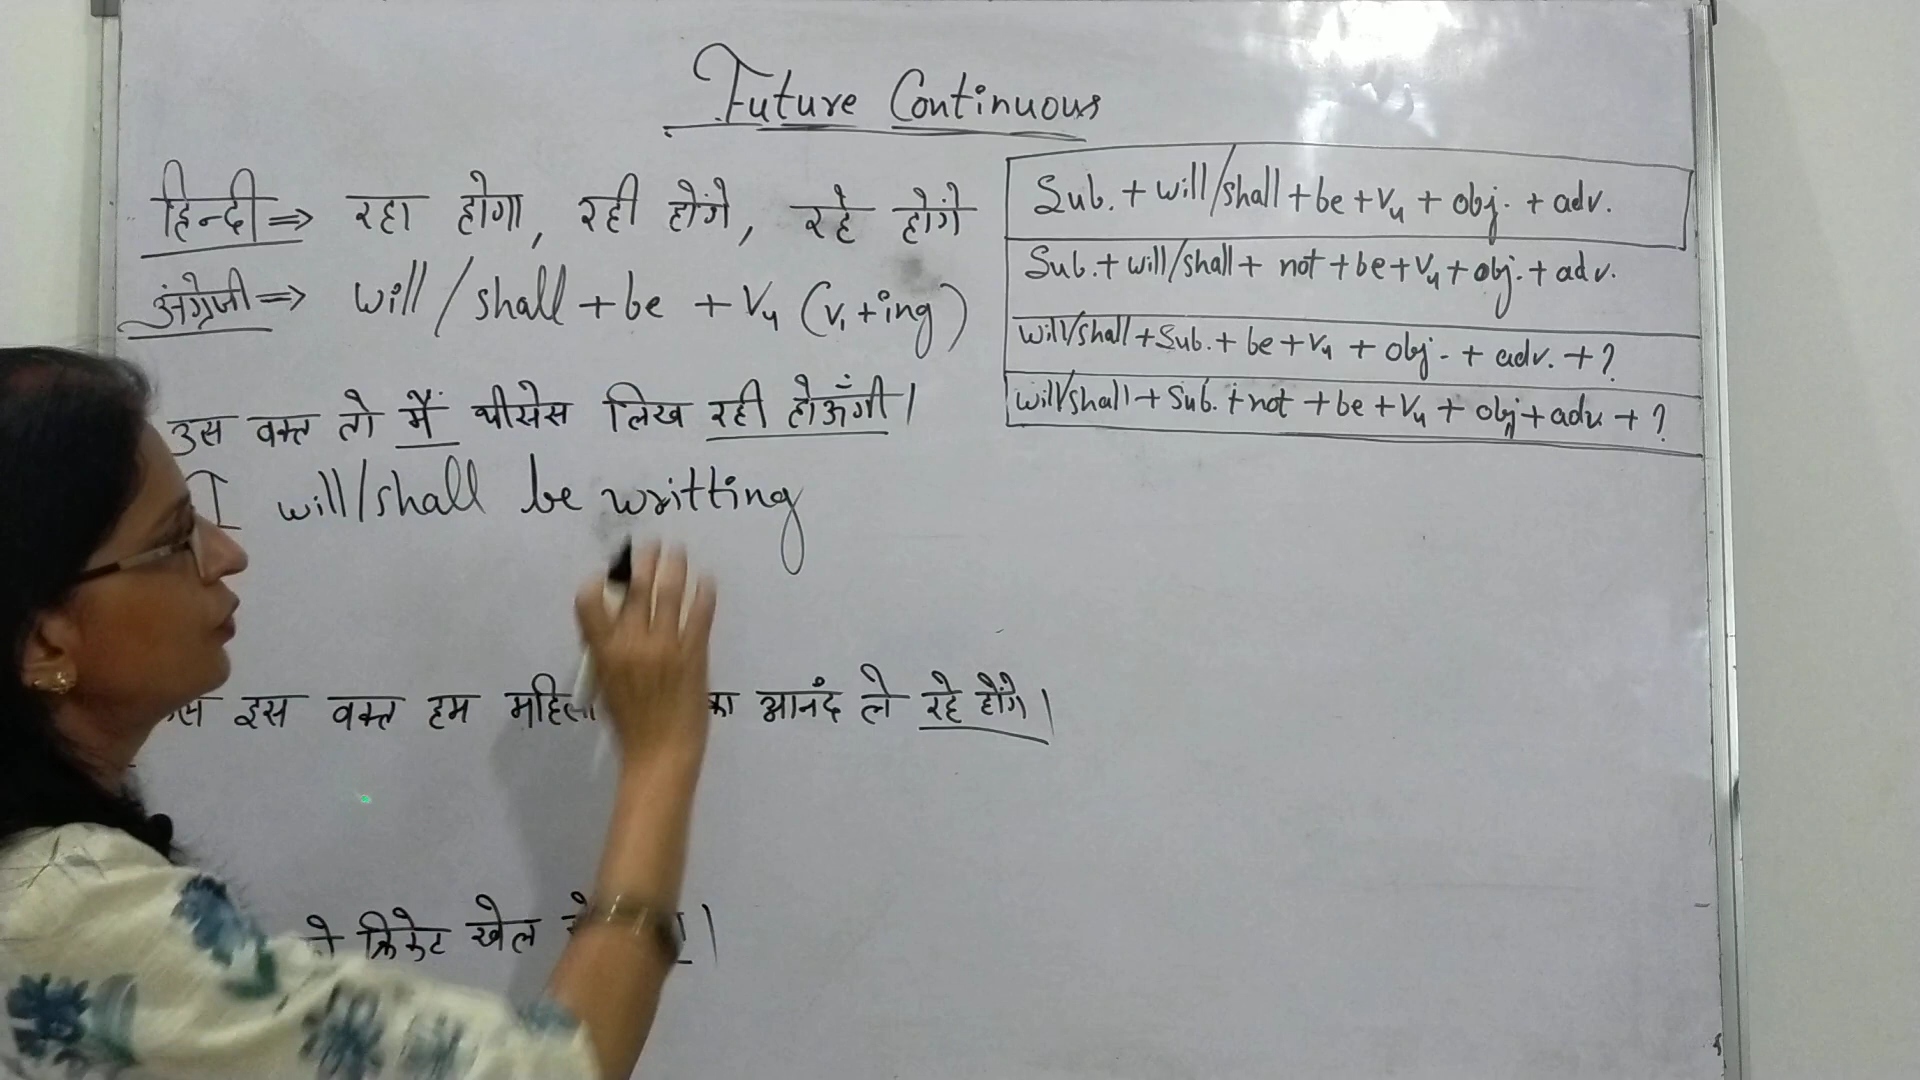 Future Continuous
हिन्दी ⇒ रहा होगा, रही होंगे, रहे होंगे
अंग्रेजी ⇒ will/shall + be + V₄ (V₁ + ing)
Sub. + will/shall + be + V₄ + obj. + adv.
Sub. + will/shall + not + be + V₄ + obj. + adv.
will/shall + Sub. + be + V₄ + obj. + adv. + ?
will/shall + Sub. + not + be + V₄ + obj + adv. + ?
उस वक्त तो मैं थीसेस लिख रही होऊँगी।
I will/shall be writting
इस वक्त हम का आनंद ले रहे होंगे।
क्रिकेट खेल